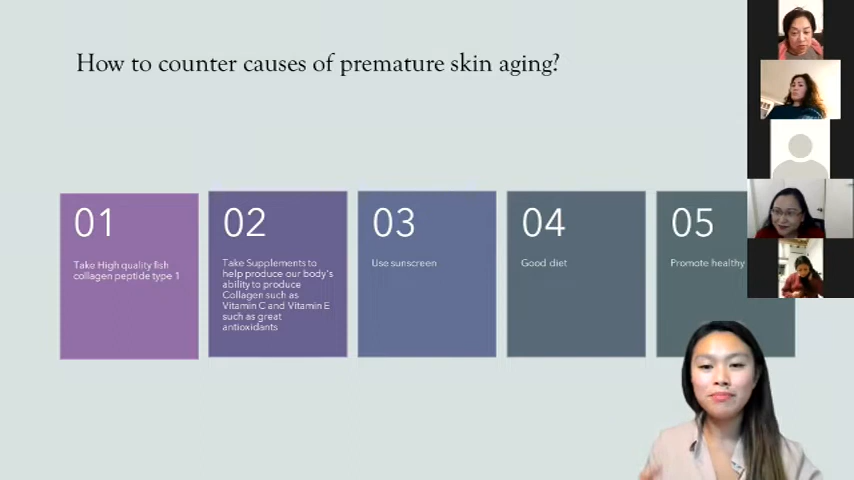 How to counter causes of premature skin aging?
01
Take High quality fish
collagen peptide type 1
02
Take Supplements to
help produce our body's
ability to produce
Collagen such as
Vitamin C and Vitamin E
such as great
antioxidants
03
Use sunscreen
04
Good diet
05
Promote healthy